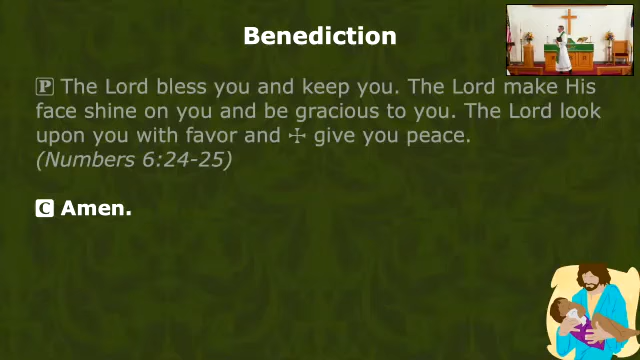 Benediction
P The Lord bless you and keep you. The Lord make His
face shine on you and be gracious to you. The Lord look
upon you with favor and ☩ give you peace.
(Numbers 6:24-25)
C Amen.